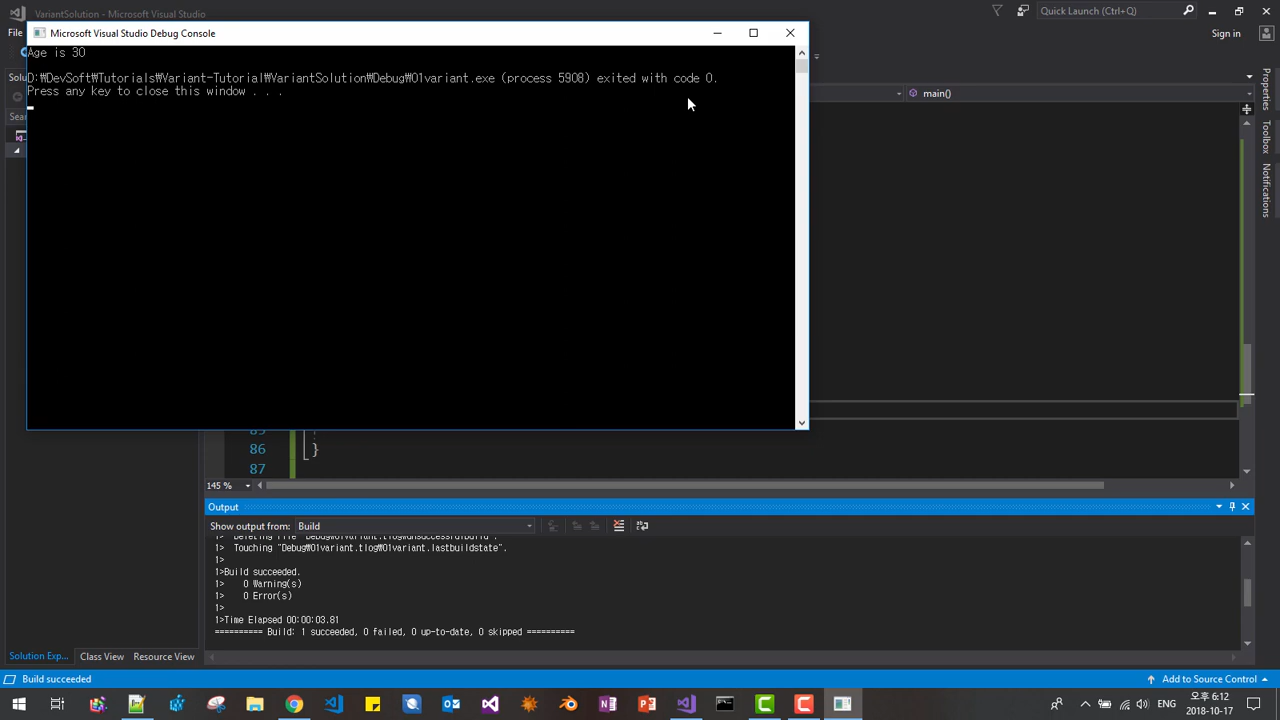 VariantSolution - Microsoft Visual Studio
Quick Launch (Ctrl+Q)
File
Sign in
Microsoft Visual Studio Debug Console
Age is 30
D:₩DevSoft₩Tutorials₩Variant-Tutorial₩VariantSolution₩Debug₩01variant.exe (process 5908) exited with code 0.
Press any key to close this window . . .
main()
Properties
Toolbox
Notifications
86
}
87
145 %
Output
Show output from:
Build
1> Touching "Debug₩01variant.tlog₩01variant.lastbuildstate".
1>
1>Build succeeded.
1> 0 Warning(s)
1> 0 Error(s)
1>
1>Time Elapsed 00:00:03.81
========== Build: 1 succeeded, 0 failed, 0 up-to-date, 0 skipped ==========
Solution Exp...
Class View
Resource View
Build succeeded
Add to Source Control
ENG
오후 6:12
2018-10-17